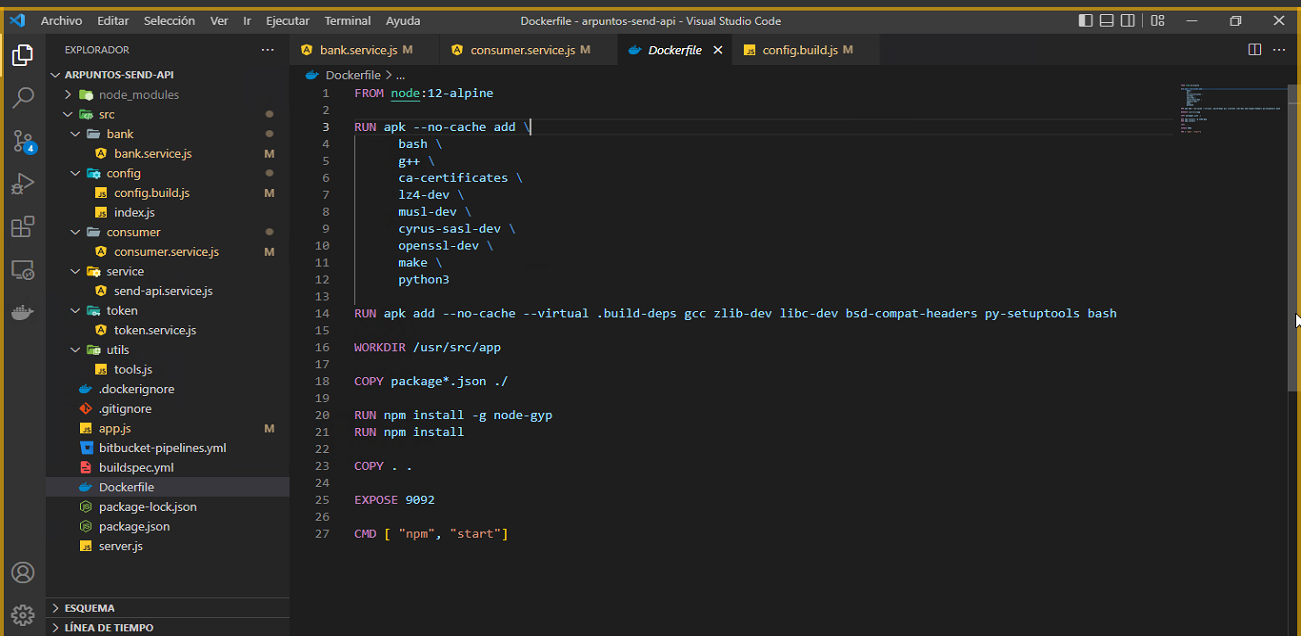 Archivo Editar Selección Ver Ir Ejecutar Terminal Ayuda Dockerfile - arpuntos-send-api - Visual Studio Code
EXPLORADOR
ARPUNTOS-SEND-API
node_modules
src
bank
bank.service.js M
config
config.build.js M
index.js
consumer
consumer.service.js M
service
send-api.service.js
token
token.service.js
utils
tools.js
.dockerignore
.gitignore
app.js M
bitbucket-pipelines.yml
buildspec.yml
Dockerfile
package-lock.json
package.json
server.js
ESQUEMA
LÍNEA DE TIEMPO
4
bank.service.js M consumer.service.js M Dockerfile config.build.js M
Dockerfile > ...
1 FROM node:12-alpine
2
3 RUN apk --no-cache add \
4 bash \
5 g++ \
6 ca-certificates \
7 lz4-dev \
8 musl-dev \
9 cyrus-sasl-dev \
10 openssl-dev \
11 make \
12 python3
13
14 RUN apk add --no-cache --virtual .build-deps gcc zlib-dev libc-dev bsd-compat-headers py-setuptools bash
15
16 WORKDIR /usr/src/app
17
18 COPY package*.json ./
19
20 RUN npm install -g node-gyp
21 RUN npm install
22
23 COPY . .
24
25 EXPOSE 9092
26
27 CMD [ "npm", "start"]